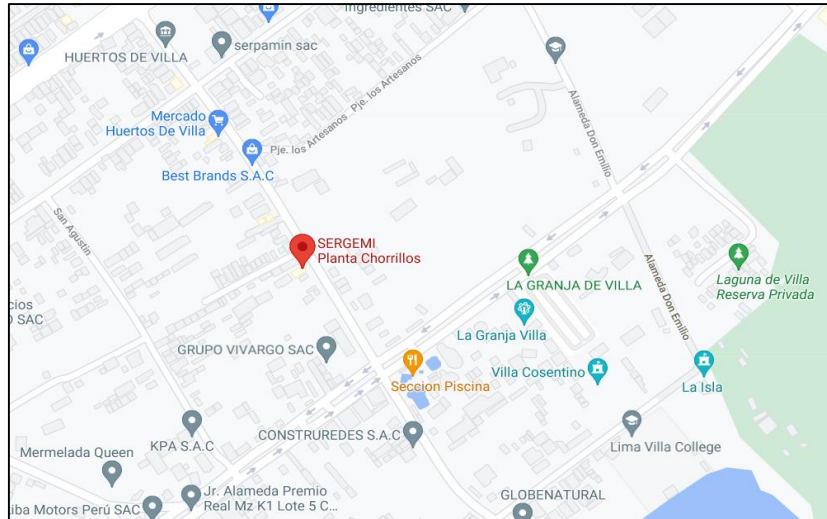 Ingredientes SAC
HUERTOS DE VILLA
serpamin sac
Mercado
Huertos De Villa
Pje. los Artesanos
Pje. los Artesanos
Best Brands S.A.C
Alameda Don Emilio
San Agustin
SERGEMI
Planta Chorrillos
LA GRANJA DE VILLA
Alameda Don Emilio
Laguna de Villa
Reserva Privada
cios
SAC
La Granja Villa
GRUPO VIVARGO SAC
Seccion Piscina
Villa Cosentino
La Isla
KPA S.A.C
CONSTRUREDES S.A.C
Lima Villa College
Mermelada Queen
Jr. Alameda Premio
Real Mz K1 Lote 5 C...
iba Motors Perú SAC
GLOBENATURAL